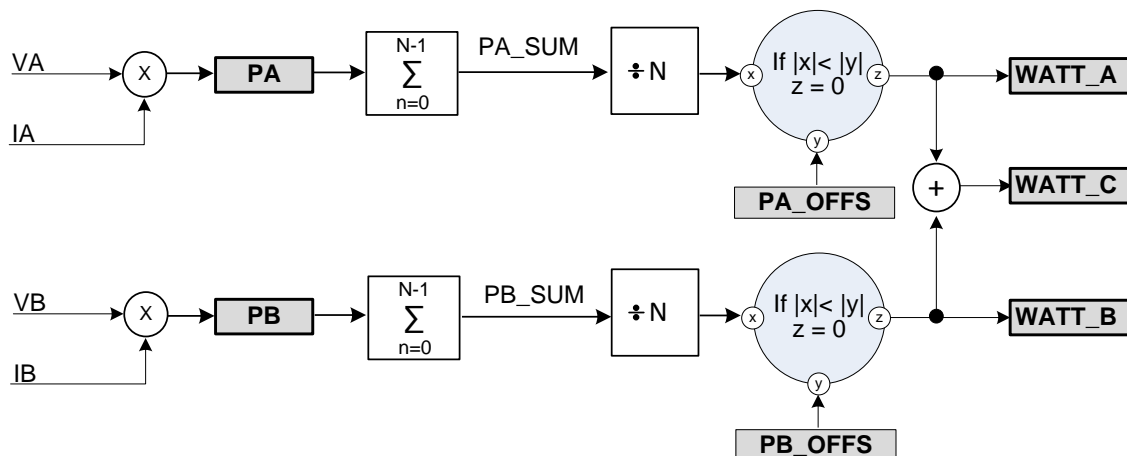 VA
IA
X
PA
N-1
∑
n=0
PA_SUM
÷N
If |x|< |y|
z = 0
x
z
y
PA_OFFS
WATT_A
+
WATT_C
VB
IB
X
PB
N-1
∑
n=0
PB_SUM
÷N
If |x|< |y|
z = 0
x
z
y
PB_OFFS
WATT_B